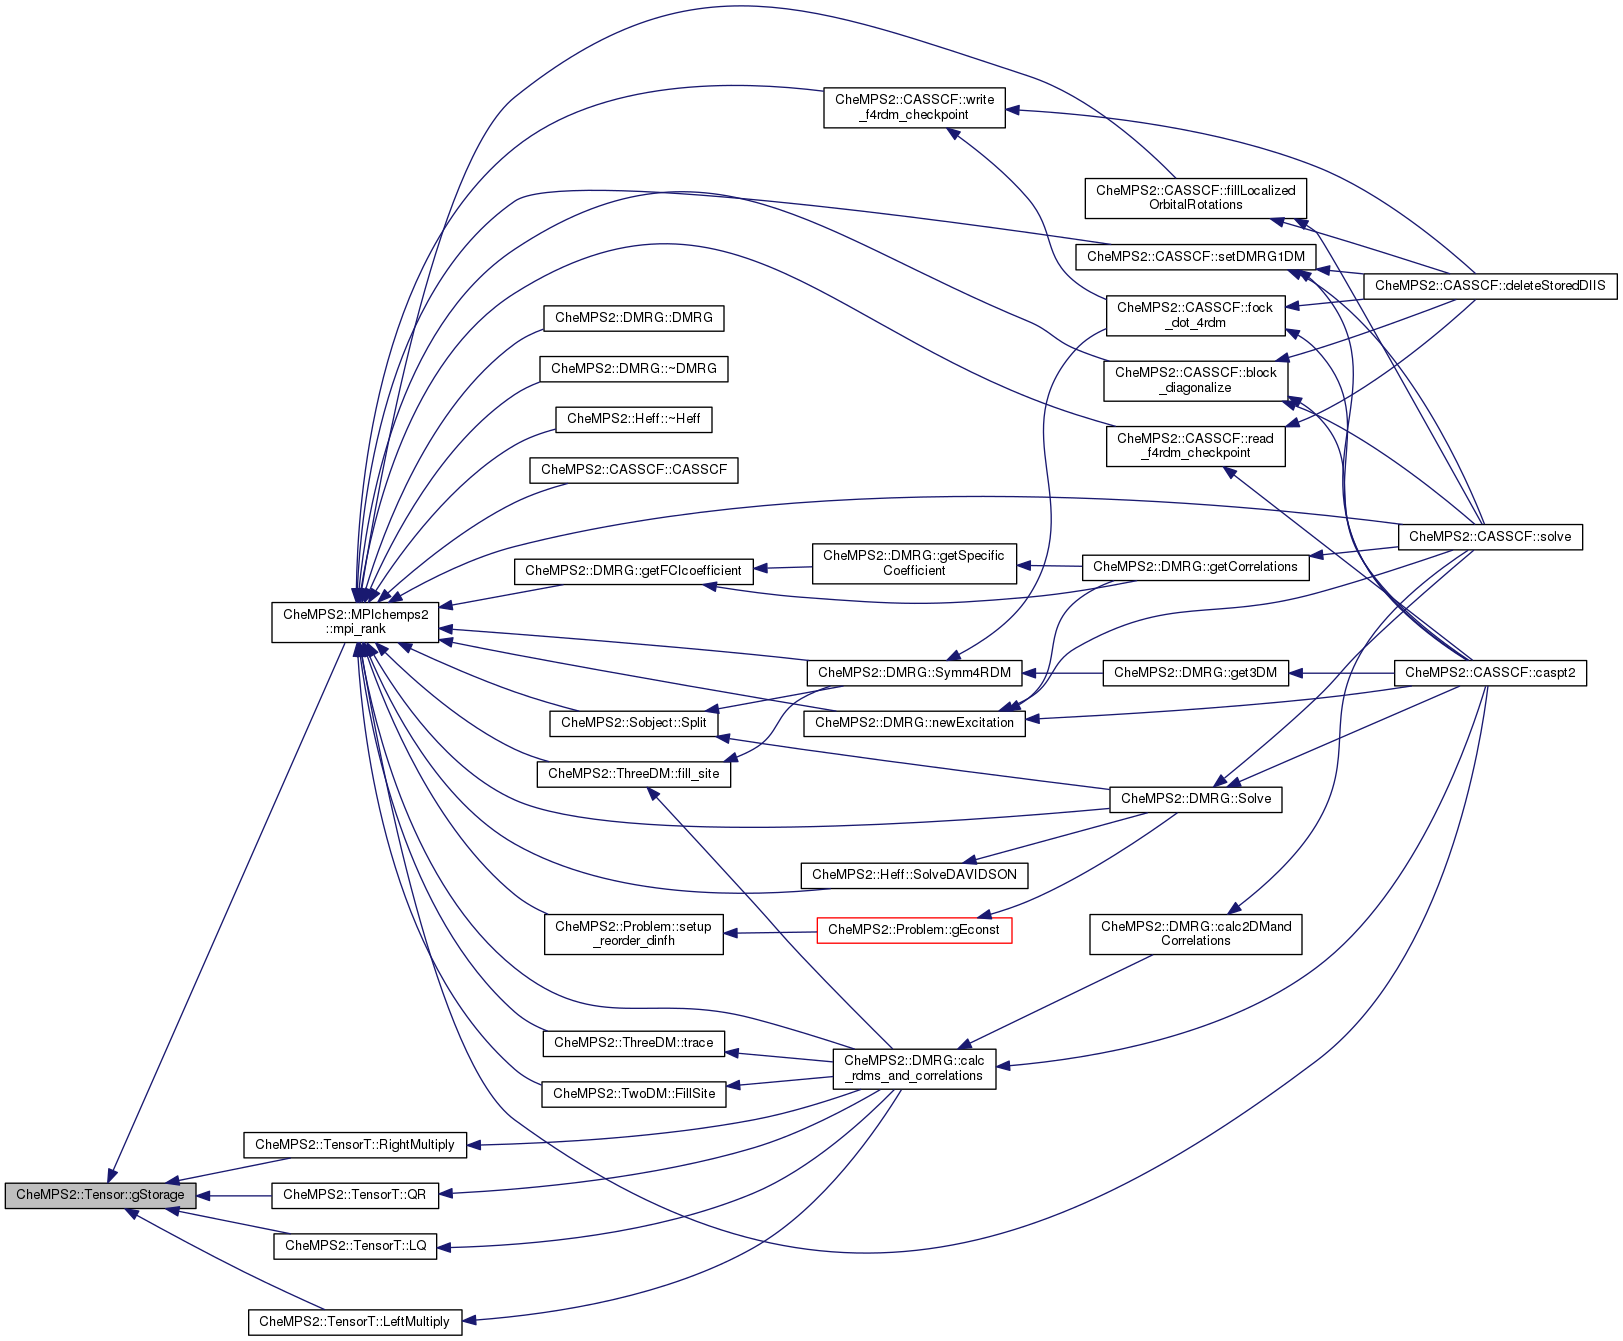 CheMPS2::CASSCF::write
_f4rdm_checkpoint
CheMPS2::CASSCF::fillLocalized
OrbitalRotations
CheMPS2::CASSCF::setDMRG1DM
CheMPS2::CASSCF::deleteStoredDIIS
CheMPS2::CASSCF::fock
_dot_4rdm
CheMPS2::DMRG::DMRG
CheMPS2::DMRG::~DMRG
CheMPS2::CASSCF::block
_diagonalize
CheMPS2::Heff::~Heff
CheMPS2::CASSCF::read
_f4rdm_checkpoint
CheMPS2::CASSCF::CASSCF
CheMPS2::CASSCF::solve
CheMPS2::DMRG::getSpecific
Coefficient
CheMPS2::DMRG::getFCIcoefficient
CheMPS2::DMRG::getCorrelations
CheMPS2::MPIchemps2
::mpi_rank
CheMPS2::DMRG::Symm4RDM
CheMPS2::DMRG::get3DM
CheMPS2::CASSCF::caspt2
CheMPS2::Sobject::Split
CheMPS2::DMRG::newExcitation
CheMPS2::ThreeDM::fill_site
CheMPS2::DMRG::Solve
CheMPS2::Heff::SolveDAVIDSON
CheMPS2::Problem::setup
_reorder_dinfh
CheMPS2::Problem::gEconst
CheMPS2::DMRG::calc2DMand
Correlations
CheMPS2::ThreeDM::trace
CheMPS2::DMRG::calc
_rdms_and_correlations
CheMPS2::TwoDM::FillSite
CheMPS2::TensorT::RightMultiply
CheMPS2::Tensor::gStorage
CheMPS2::TensorT::QR
CheMPS2::TensorT::LQ
CheMPS2::TensorT::LeftMultiply